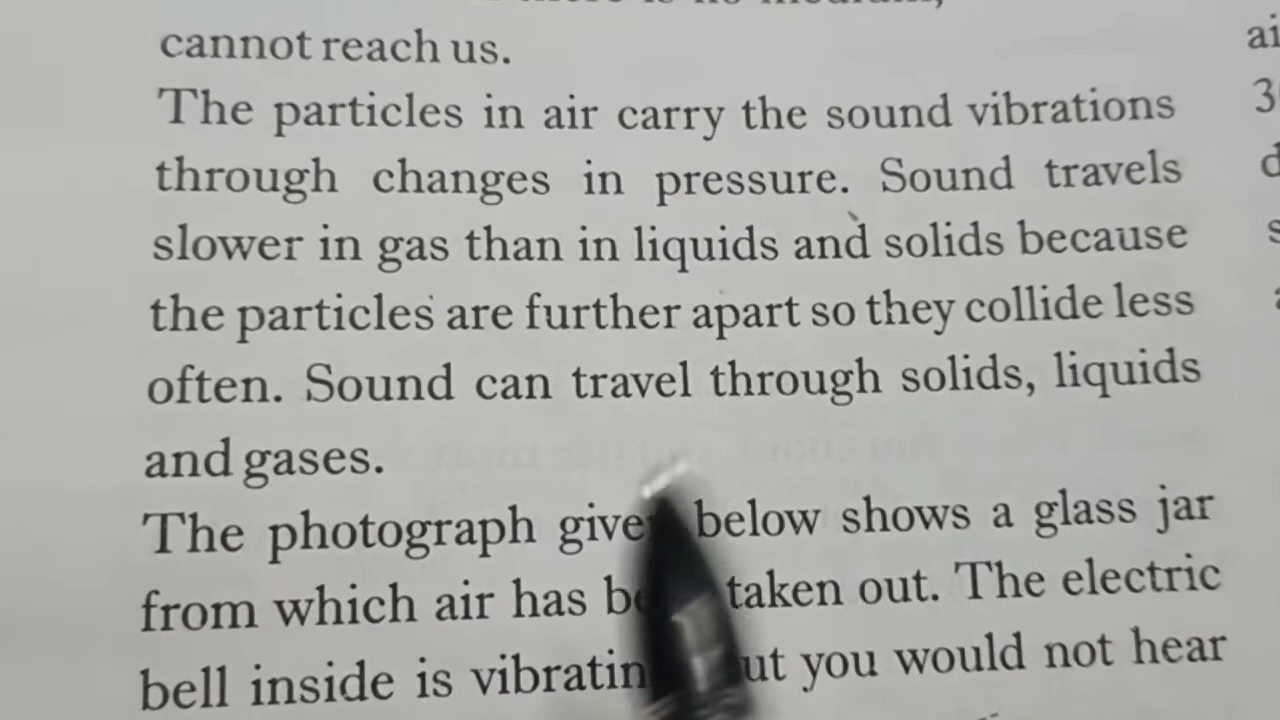 cannot reach us.
The particles in air carry the sound vibrations
through changes in pressure. Sound travels
slower in gas than in liquids and solids because
the particles are further apart so they collide less
often. Sound can travel through solids, liquids
and gases.
The photograph given below shows a glass jar
from which air has taken out. The electric
bell inside is you would not hear